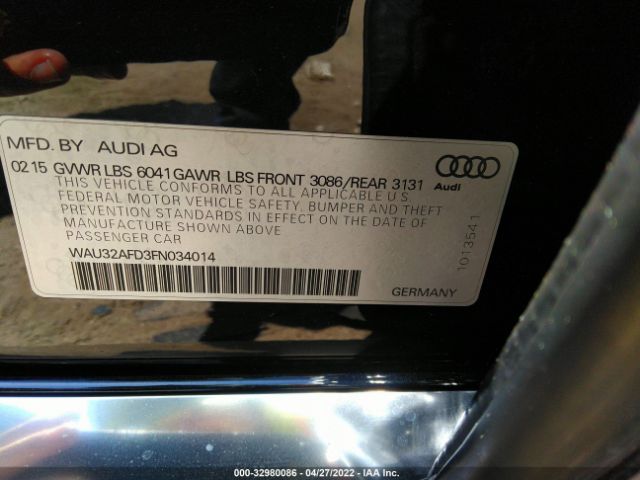 MFD. BY AUDI AG
02 15 GVWR LBS 6041 GAWR LBS FRONT 3086/REAR 3131
THIS VEHICLE CONFORMS TO ALL APPLICABLE U.S
FEDERAL MOTOR VEHICLE SAFETY, BUMPER AND THEFT
PREVENTION STANDARDS IN EFFECT ON THE DATE OF
MANUFACTURE SHOWN ABOVE
PASSENGER CAR
WAU32AFD3FN034014
Audi
1013541
GERMANY
000-32980086 - 04/27/2022 - IAA Inc.